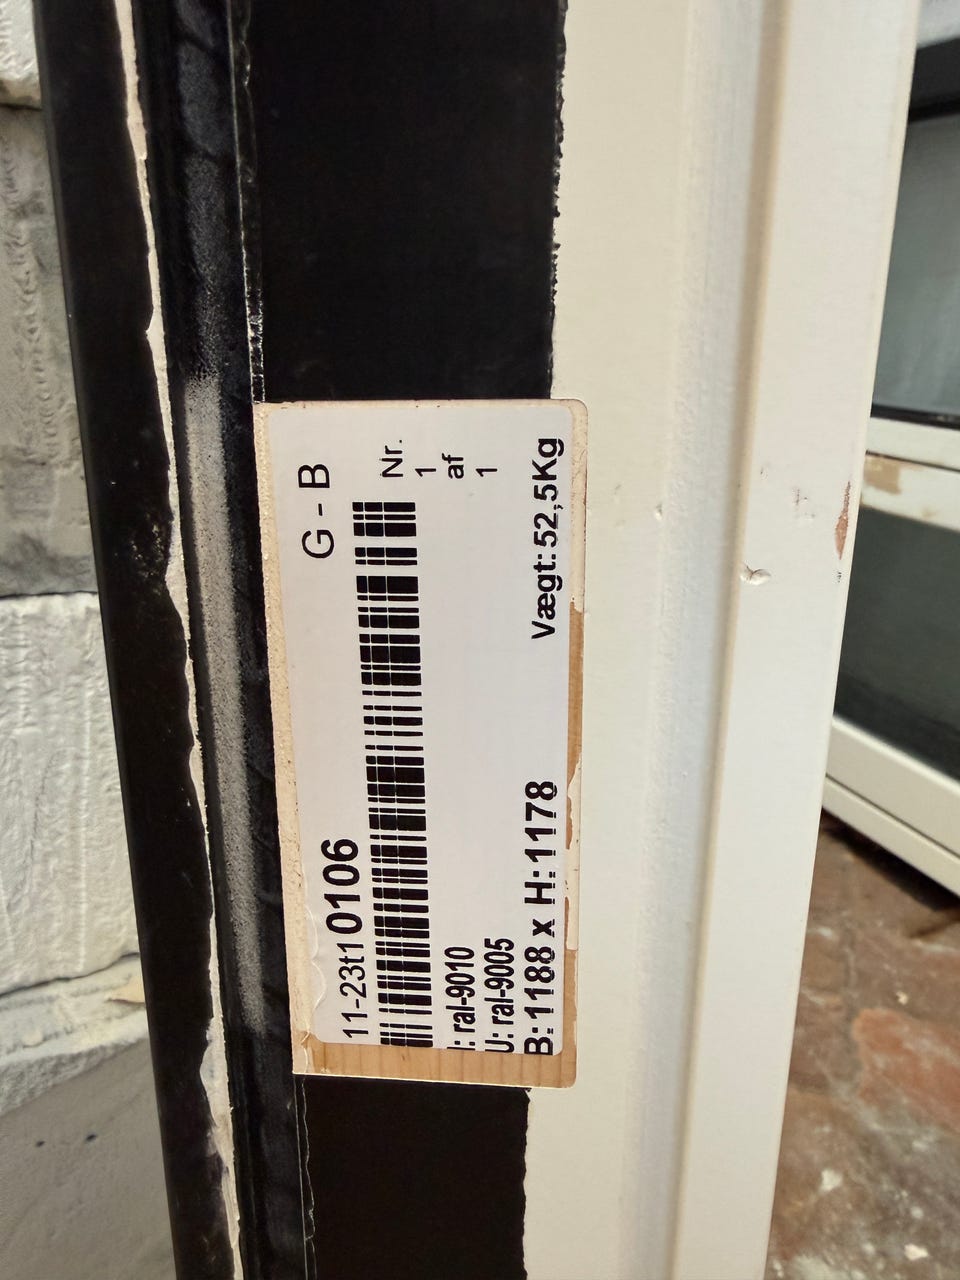 G - B
11-23t10106
Nr.
1
af
1
I: ral-9010
U: ral-9005
B: 1188 x H: 1178
Vægt: 52,5Kg